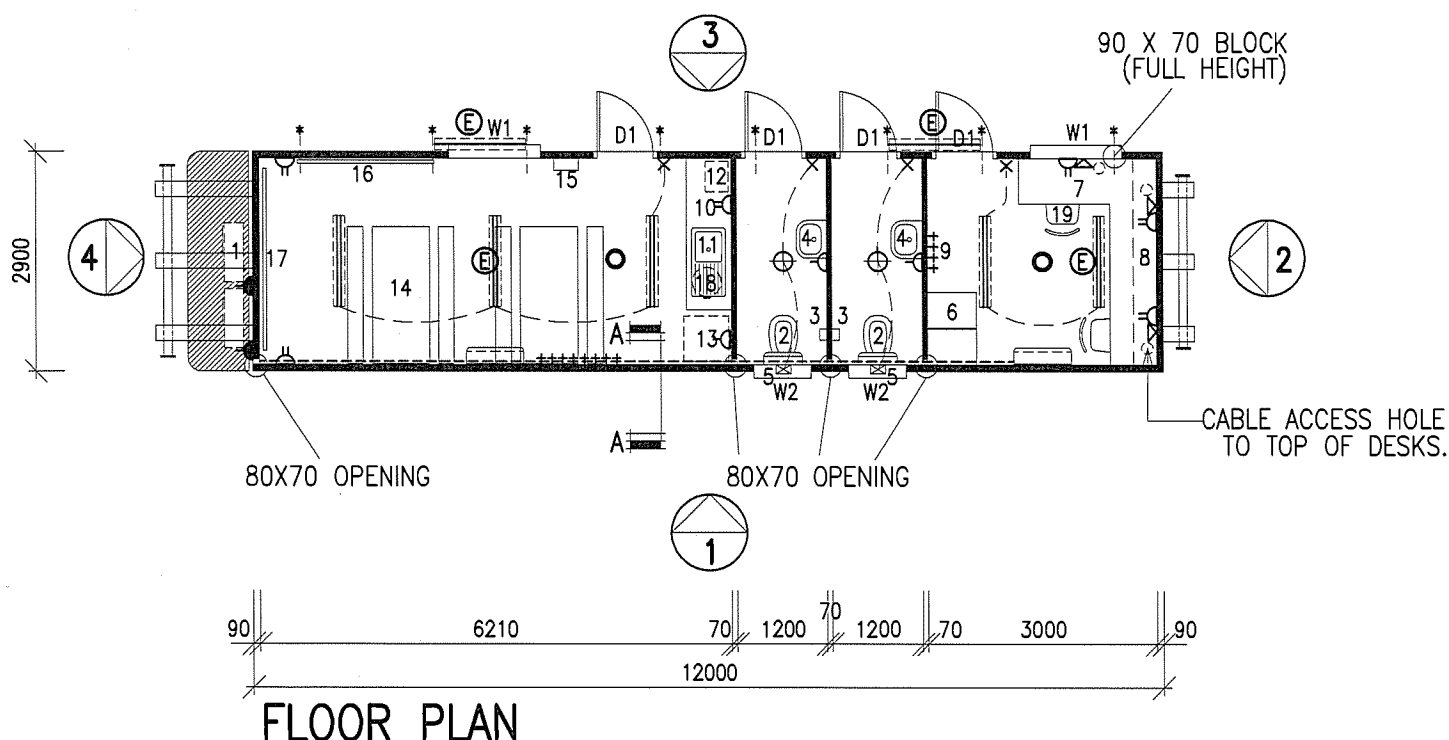 3
90 X 70 BLOCK
(FULL HEIGHT)
* * E W1 * D1 * * D1 D1 * E D1 * W1 *
16 15 12 7
10 19
2900 4 1 17 11 4 4 9 8 2
E E
14 18 6
A 13 3 3
2 2
5 W2 W2 5
A
CABLE ACCESS HOLE
TO TOP OF DESKS.
80X70 OPENING 80X70 OPENING
1
90 6210 70 1200 70 1200 70 3000 90
12000
FLOOR PLAN